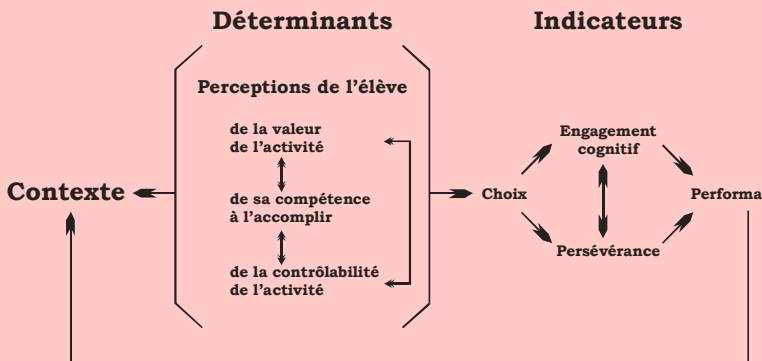 Déterminants
Indicateurs
Perceptions de l’élève
de la valeur
de l’activité
de sa compétence
à l’accomplir
de la contrôlabilité
de l’activité
Contexte
Choix
Engagement
cognitif
Persévérance
Performa